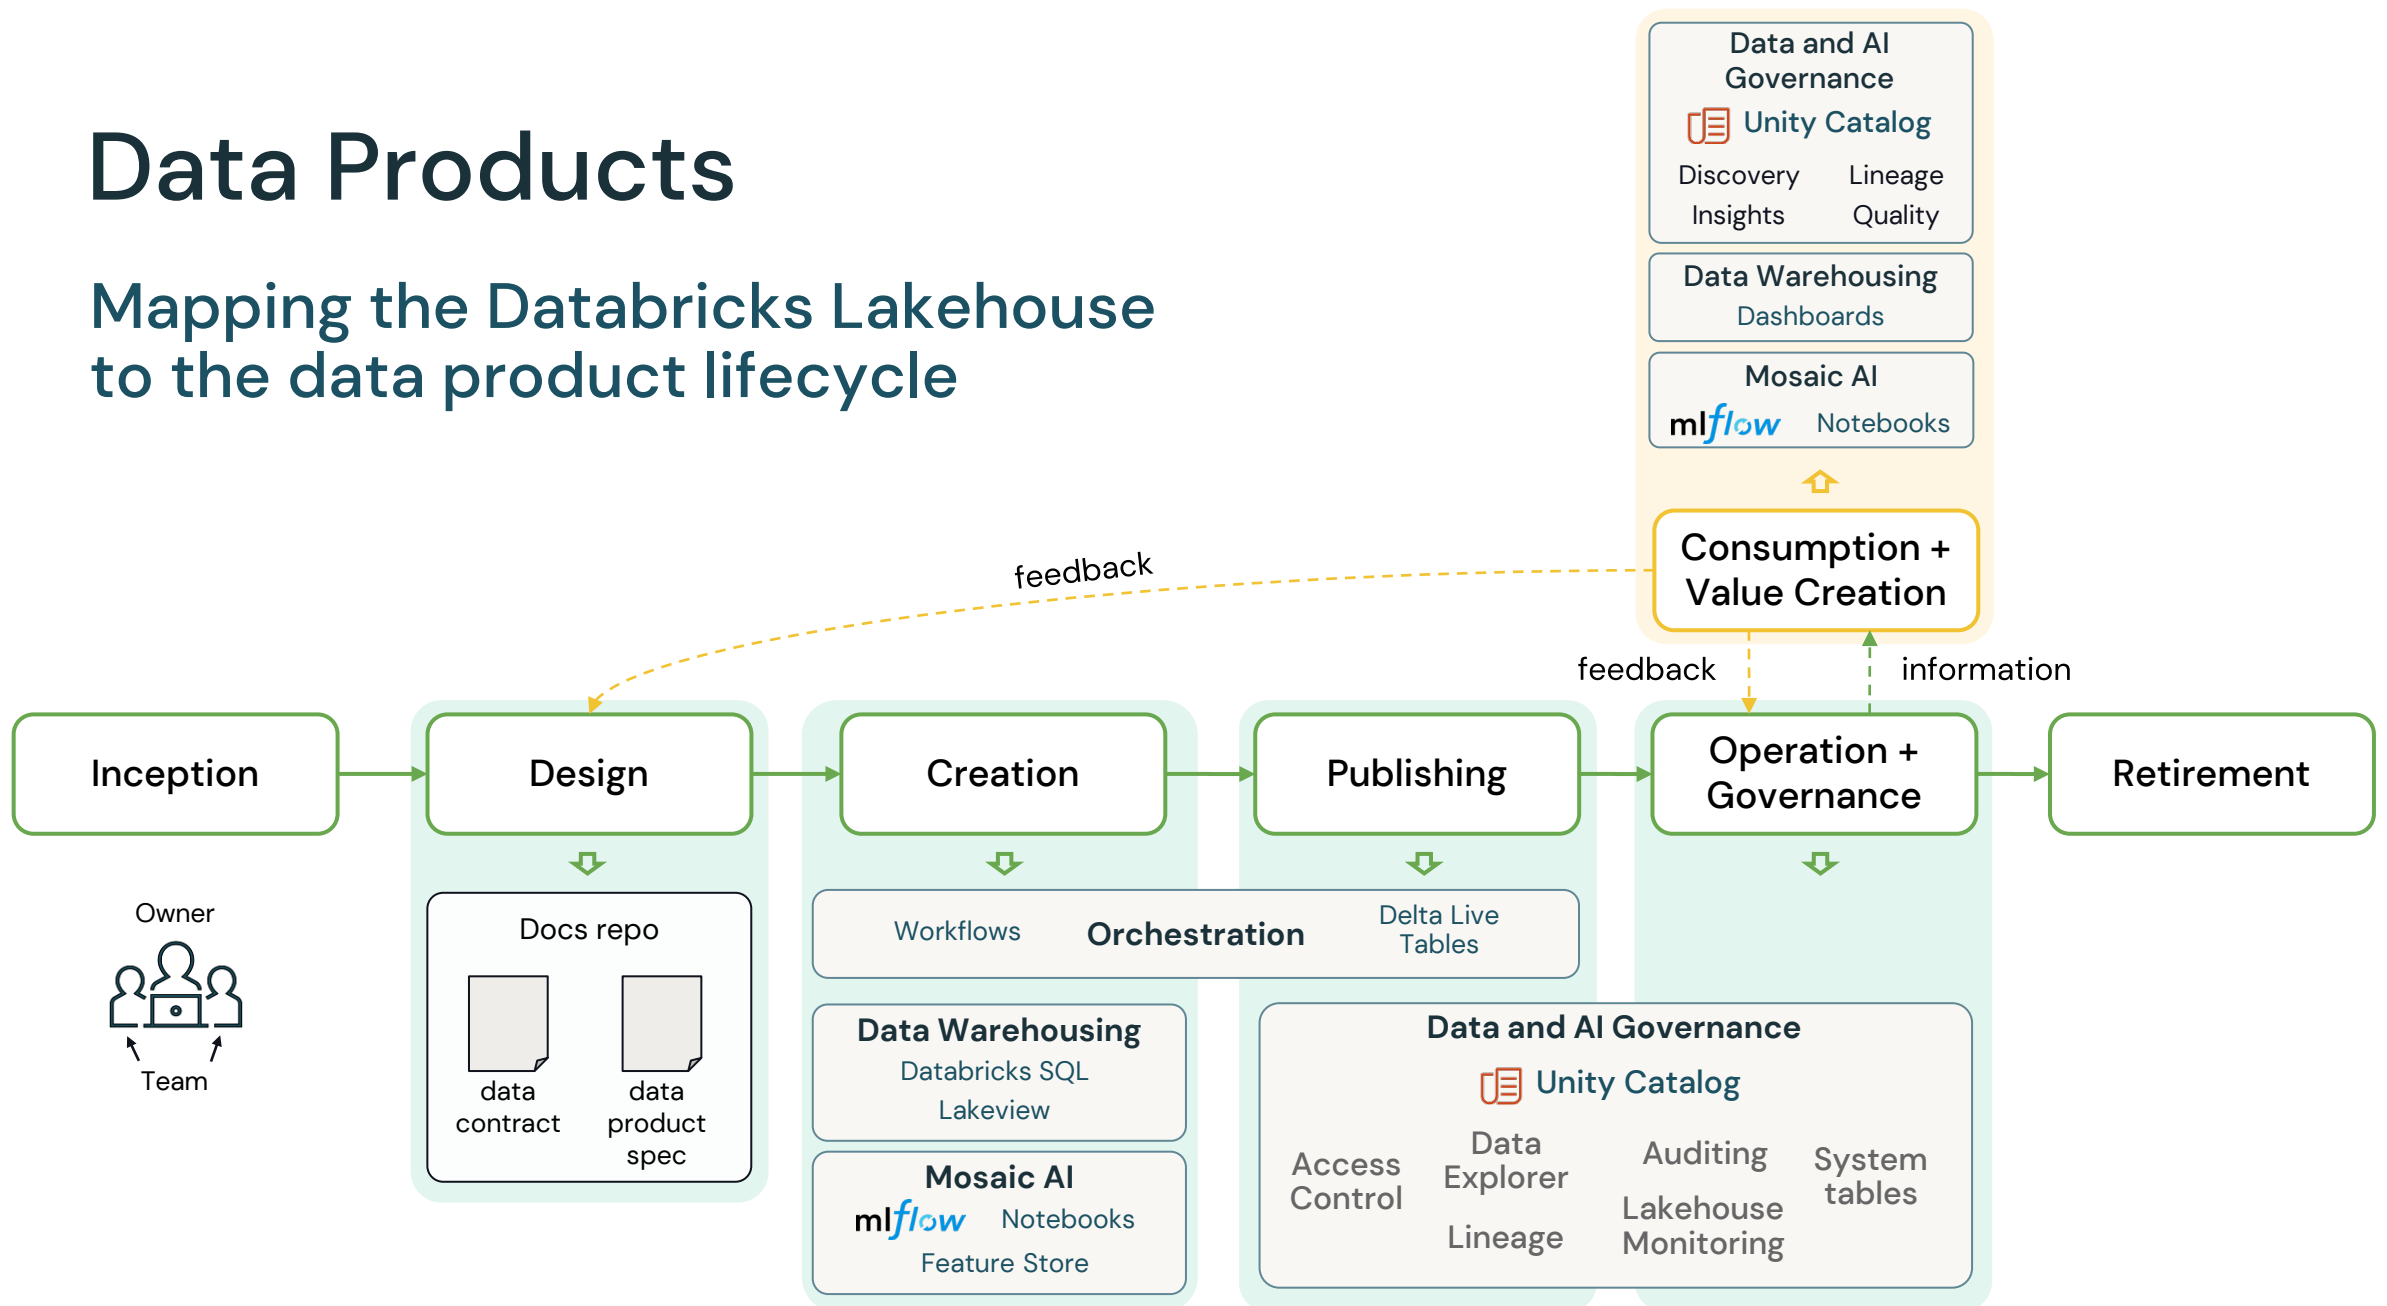 Data Products
Mapping the Databricks Lakehouse
to the data product lifecycle
Data and AI
Governance
Unity Catalog
Discovery Lineage
Insights Quality
Data Warehousing
Dashboards
Mosaic AI
mlflow Notebooks
Consumption +
Value Creation
feedback
feedback
information
Inception
Design
Creation
Publishing
Operation +
Governance
Retirement
Owner
Team
Docs repo
data
contract
data
product
spec
Workflows
Orchestration
Delta Live
Tables
Data Warehousing
Databricks SQL
Lakeview
Mosaic AI
mlflow Notebooks
Feature Store
Data and AI Governance
Unity Catalog
Access
Control
Data
Explorer
Lineage
Auditing
Lakehouse
Monitoring
System
tables